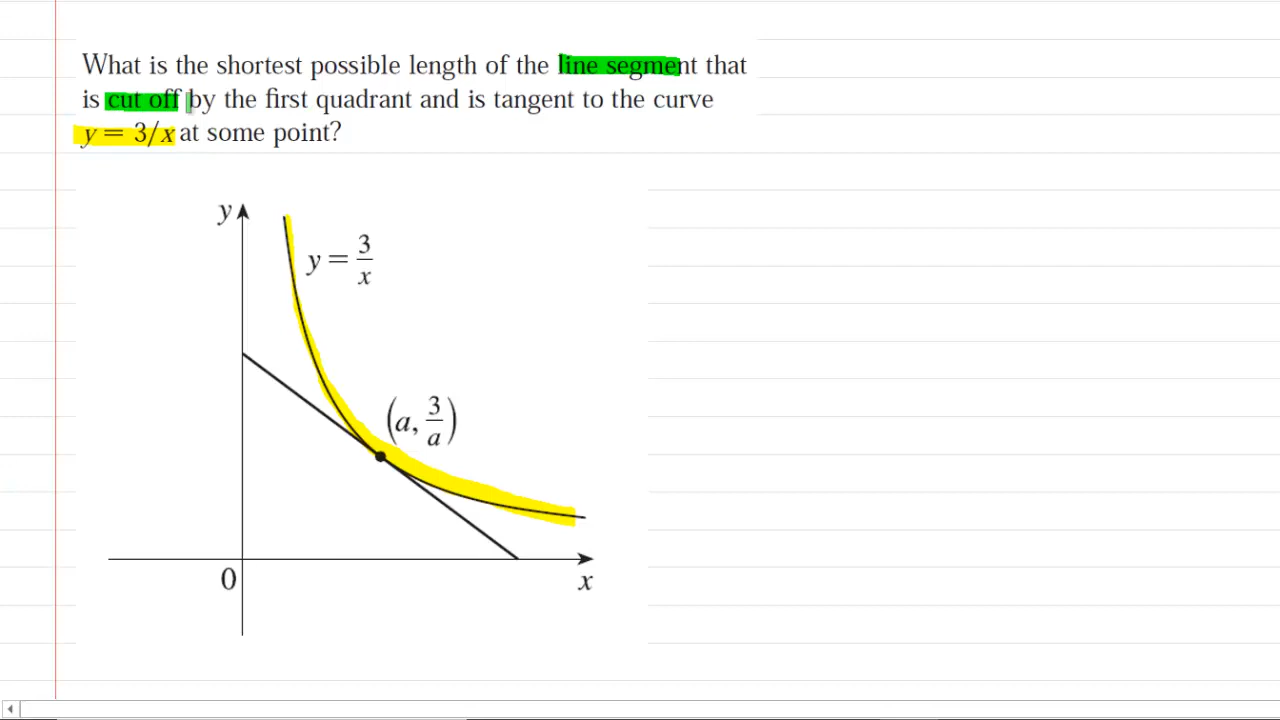 What is the shortest possible length of the line segment that
is cut off by the first quadrant and is tangent to the curve
y = 3/x at some point?
y
y = 3/x
(a, 3/a)
0
x